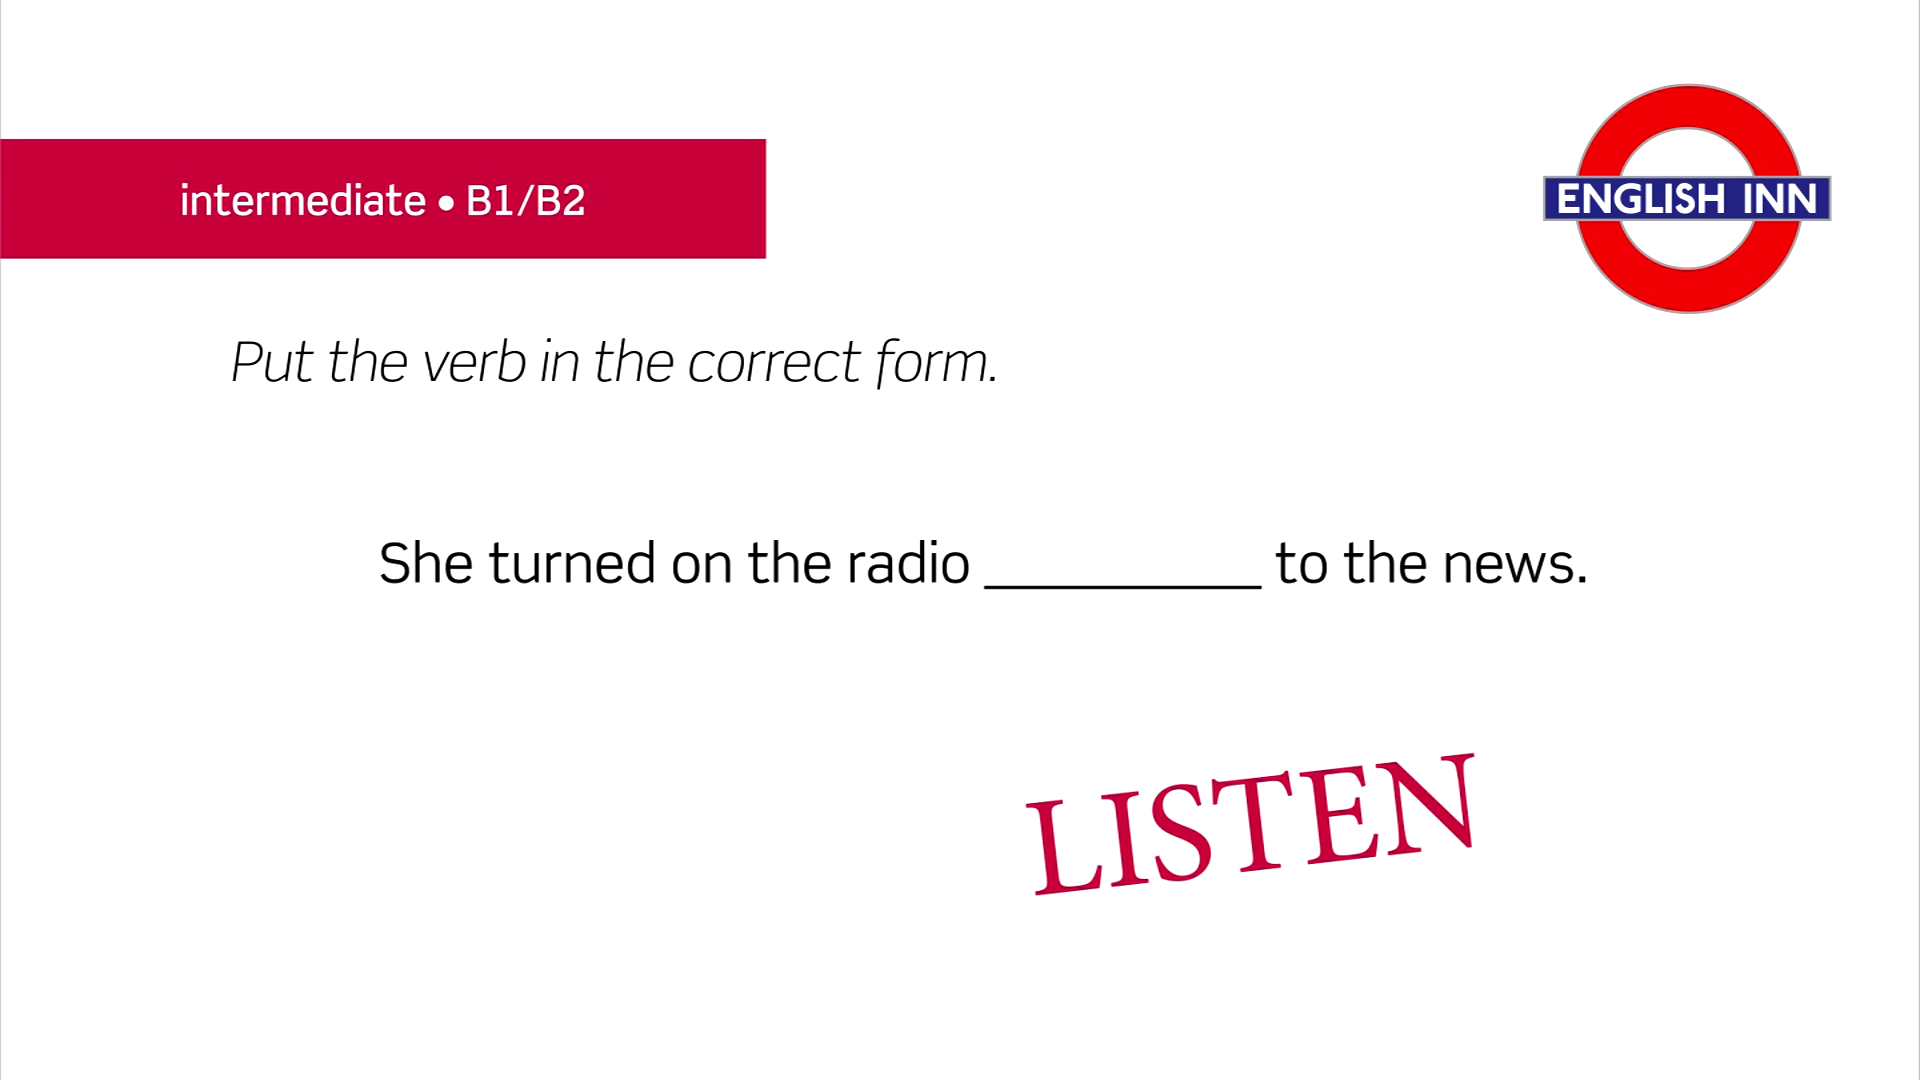 ENGLISH INN
intermediate • B1/B2
Put the verb in the correct form.
She turned on the radio __________ to the news.
LISTEN